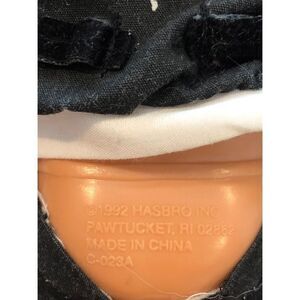 ©1992 HASBRO INC
PAWTUCKET, RI 02862
MADE IN CHINA
C-023A